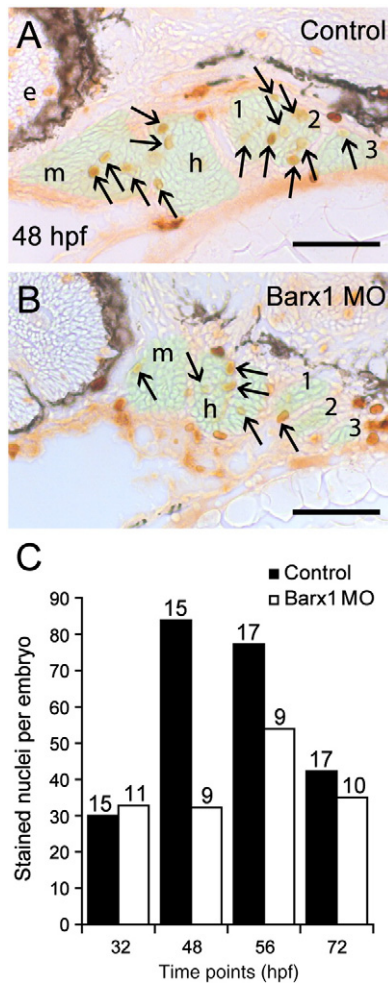 A
Control
e
1
2
3
m
h
48 hpf
B
Barx1 MO
m
1
h
2
3
C
Control
Barx1 MO
Stained nuclei per embryo
90
80
70
60
50
40
30
20
10
0
15
11
15
9
17
9
17
10
32
48
56
72
Time points (hpf)